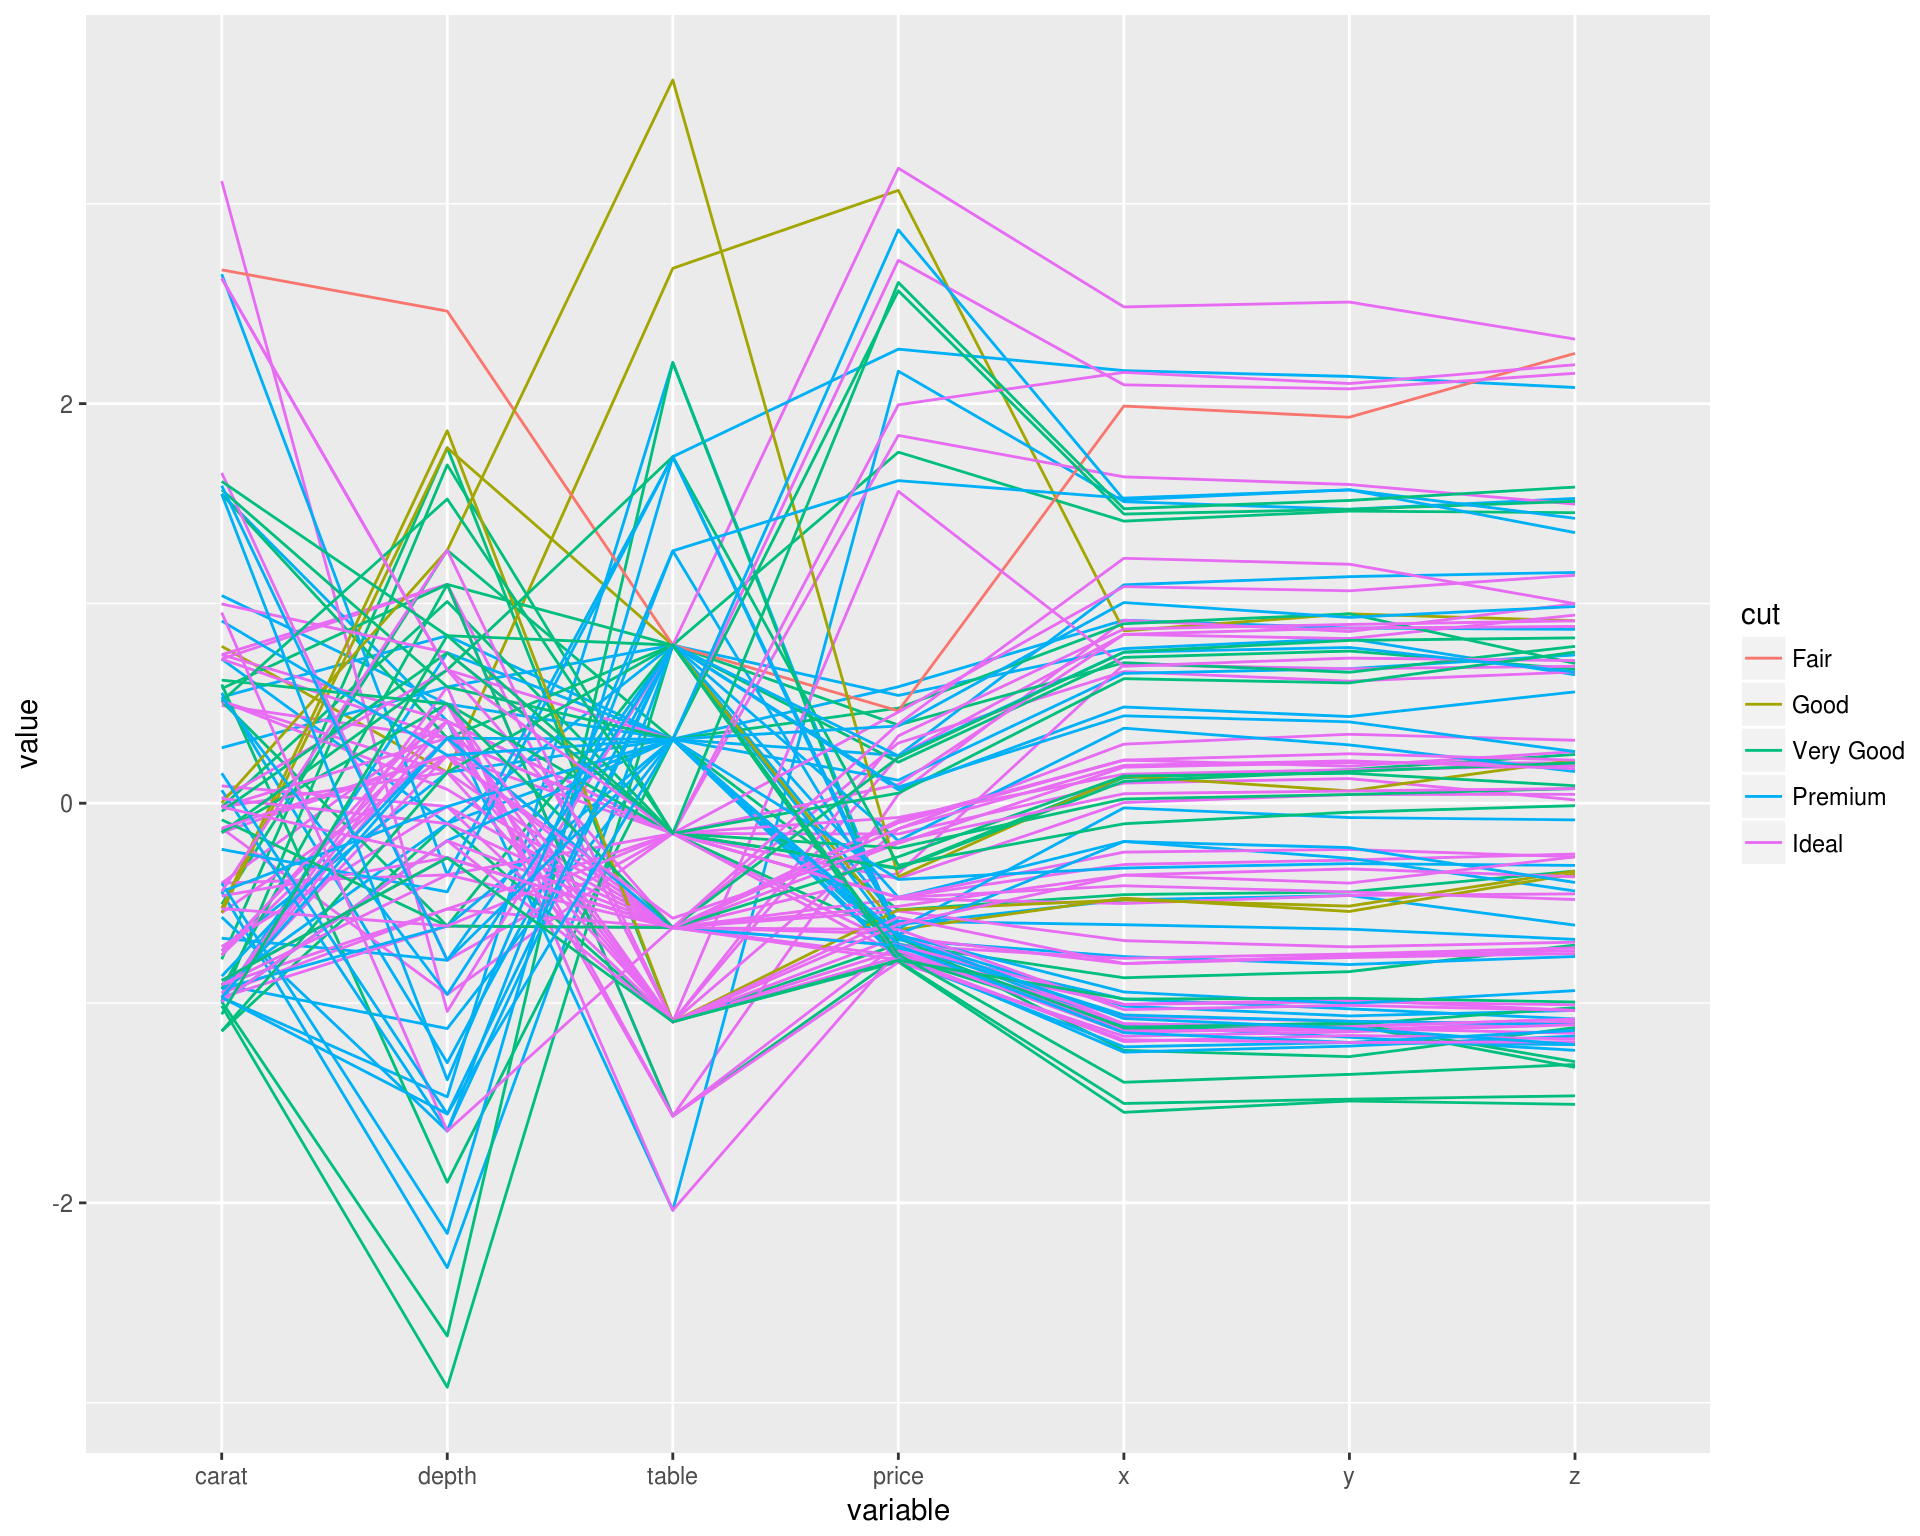 value
2
0
-2
carat depth table price x y z
variable
cut
Fair
Good
Very Good
Premium
Ideal